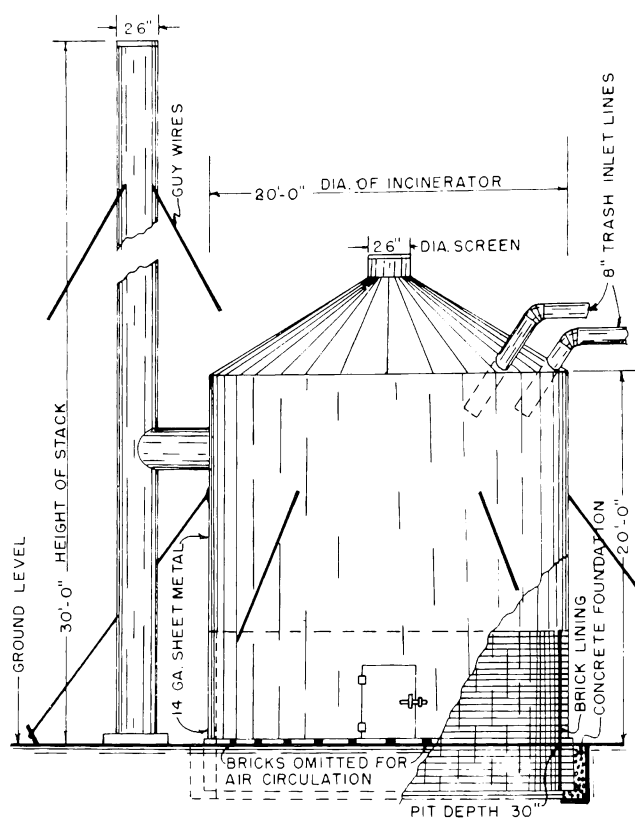 26"
GUY WIRES
DIA. OF INCINERATOR
20'-0"
26" DIA. SCREEN
8" TRASH INLET LINES
GROUND LEVEL
30'-0" HEIGHT OF STACK
14 GA. SHEET METAL
20'-0"
BRICK LINING
CONCRETE FOUNDATION
BRICKS OMITTED FOR
AIR CIRCULATION
PIT DEPTH 30"